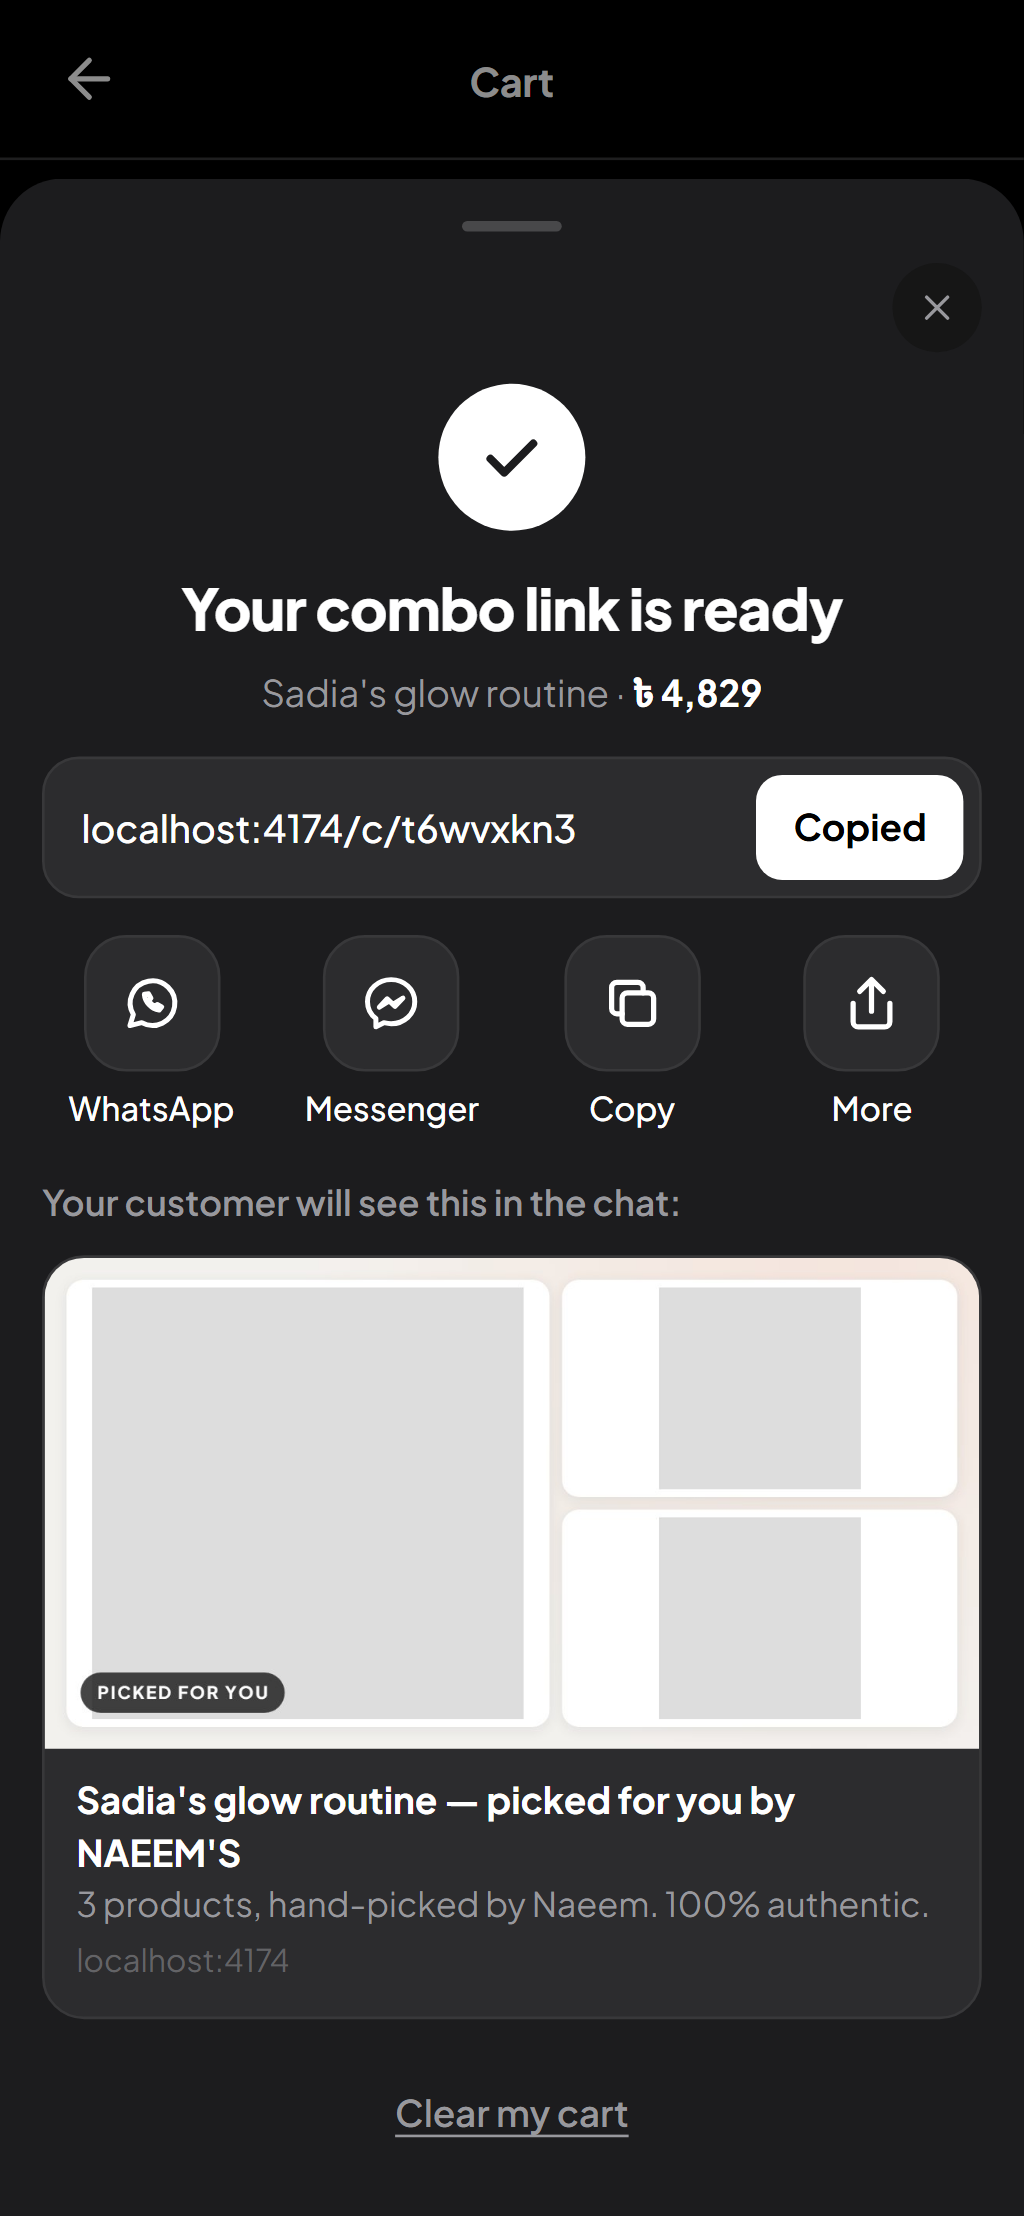 Cart
Your combo link is ready
Sadia's glow routine · ৳ 4,829
localhost:4174/c/t6wvxkn3
Copied
WhatsApp
Messenger
Copy
More
Your customer will see this in the chat:
PICKED FOR YOU
Sadia's glow routine — picked for you by
NAEEM'S
3 products, hand-picked by Naeem. 100% authentic.
localhost:4174
Clear my cart